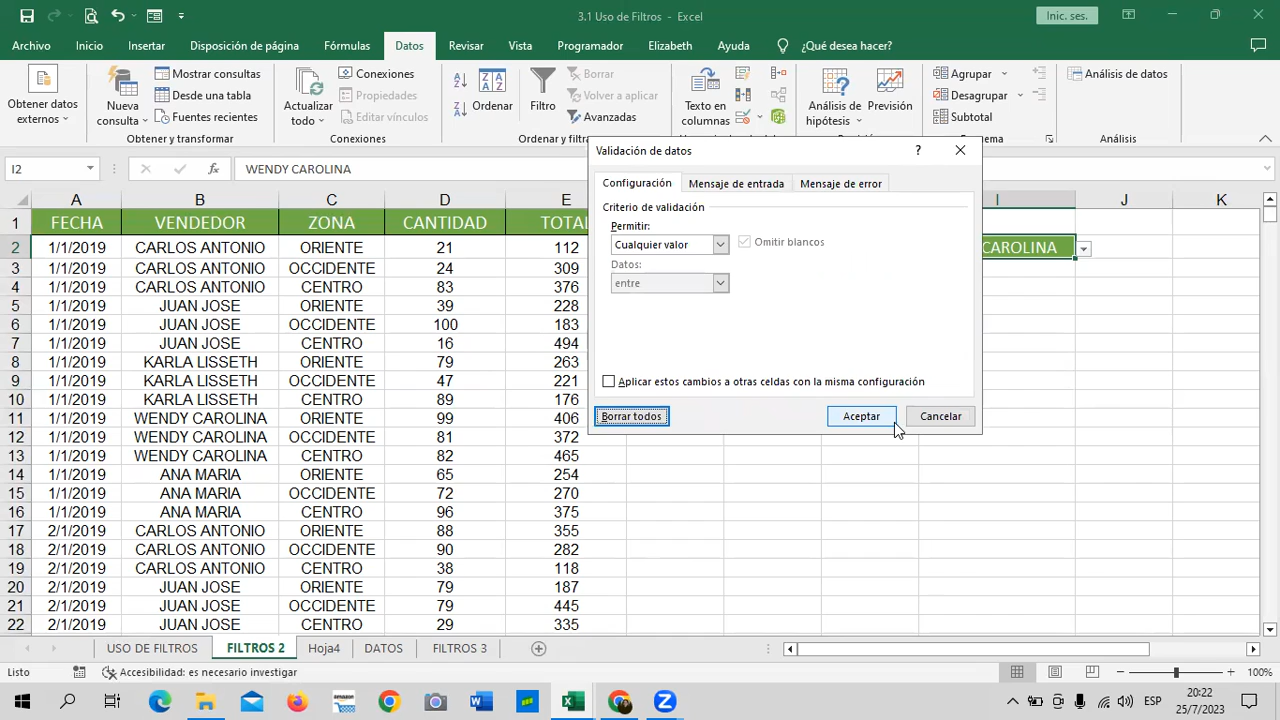 3.1 Uso de Filtros - Excel
Inic. ses.
Archivo Inicio Insertar Disposición de página Fórmulas Datos Revisar Vista Programador Elizabeth Ayuda ¿Qué desea hacer?
Obtener datos externos
Nueva consulta
Mostrar consultas
Desde una tabla
Fuentes recientes
Obtener y transformar
Actualizar todo
Conexiones
Propiedades
Editar vínculos
Conexiones
Ordenar
Filtro
Borrar
Volver a aplicar
Avanzadas
Ordenar y filtra
Texto en columnas
Análisis de hipótesis
Previsión
Agrupar
Desagrupar
Subtotal
Análisis de datos
Análisis
I2
fx
WENDY CAROLINA
A B C D E I J K
1 FECHA VENDEDOR ZONA CANTIDAD TOTAL
2 1/1/2019 CARLOS ANTONIO ORIENTE 21 112 CAROLINA
3 1/1/2019 CARLOS ANTONIO OCCIDENTE 24 309
4 1/1/2019 CARLOS ANTONIO CENTRO 83 376
5 1/1/2019 JUAN JOSE ORIENTE 39 228
6 1/1/2019 JUAN JOSE OCCIDENTE 100 183
7 1/1/2019 JUAN JOSE CENTRO 16 494
8 1/1/2019 KARLA LISSETH ORIENTE 79 263
9 1/1/2019 KARLA LISSETH OCCIDENTE 47 221
10 1/1/2019 KARLA LISSETH CENTRO 89 176
11 1/1/2019 WENDY CAROLINA ORIENTE 99 406
12 1/1/2019 WENDY CAROLINA OCCIDENTE 81 372
13 1/1/2019 WENDY CAROLINA CENTRO 82 465
14 1/1/2019 ANA MARIA ORIENTE 65 254
15 1/1/2019 ANA MARIA OCCIDENTE 72 270
16 1/1/2019 ANA MARIA CENTRO 96 375
17 2/1/2019 CARLOS ANTONIO ORIENTE 88 355
18 2/1/2019 CARLOS ANTONIO OCCIDENTE 90 282
19 2/1/2019 CARLOS ANTONIO CENTRO 38 118
20 2/1/2019 JUAN JOSE ORIENTE 79 187
21 2/1/2019 JUAN JOSE OCCIDENTE 79 445
22 2/1/2019 JUAN JOSE CENTRO 29 335
Validación de datos
?
Configuración Mensaje de entrada Mensaje de error
Criterio de validación
Permitir:
Cualquier valor Omitir blancos
Datos:
entre
Aplicar estos cambios a otras celdas con la misma configuración
Borrar todos Aceptar Cancelar
USO DE FILTROS FILTROS 2 Hoja4 DATOS FILTROS 3
Listo Accesibilidad: es necesario investigar 100%
ESP
20:22
25/7/2023